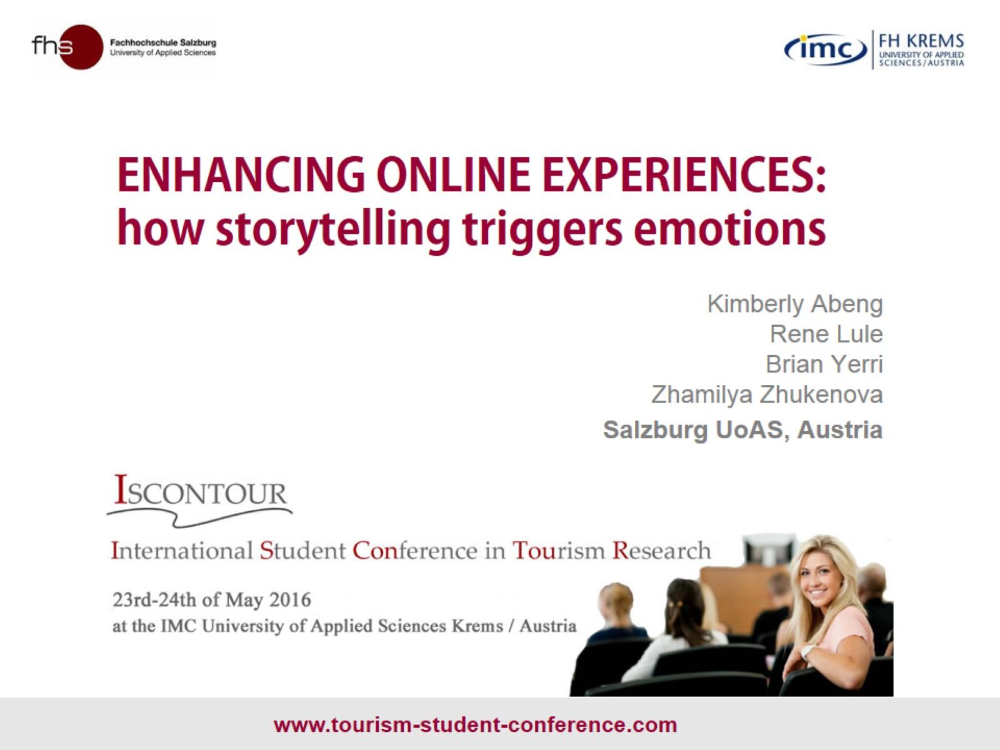 fhs
Fachhochschule Salzburg
University of Applied Sciences
imc
FH KREMS
UNIVERSITY OF APPLIED
SCIENCES/AUSTRIA
ENHANCING ONLINE EXPERIENCES:
how storytelling triggers emotions
Kimberly Abeng
Rene Lule
Brian Yerri
Zhamilya Zhukenova
Salzburg UoAS, Austria
ISCONTOUR
International Student Conference in Tourism Research
23rd-24th of May 2016
at the IMC University of Applied Sciences Krems / Austria
www.tourism-student-conference.com